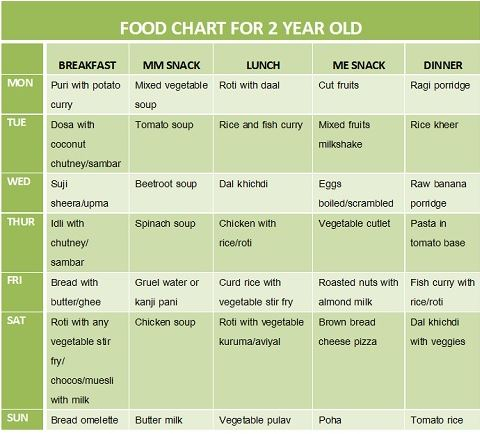 FOOD CHART FOR 2 YEAR OLD
BREAKFAST MM SNACK LUNCH ME SNACK DINNER
MON Puri with potato Mixed vegetable Roti with daal Cut fruits Ragi porridge
curry soup
TUE Dosa with Tomato soup Rice and fish curry Mixed fruits Rice kheer
coconut milkshake
chutney/sambar
WED Suji Beetroot soup Dal khichdi Eggs Raw banana
sheera/upma boiled/scrambled porridge
THUR Idli with Spinach soup Chicken with Vegetable cutlet Pasta in
chutney/ rice/roti tomato base
sambar
FRI Bread with Gruel water or Curd rice with Roasted nuts with Fish curry with
butter/ghee kanji pani vegetable stir fry almond milk rice/roti
SAT Roti with any Chicken soup Roti with vegetable Brown bread Dal khichdi
vegetable stir kuruma/aviyal cheese pizza with veggies
fry/
chocos/muesli
with milk
SUN Bread omelette Butter milk Vegetable pulav Poha Tomato rice